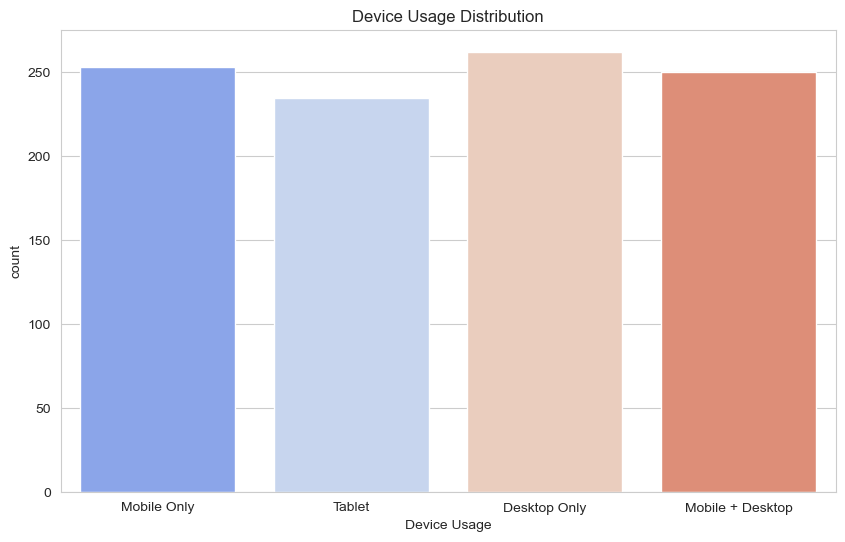 Device Usage Distribution
250
200
150
100
50
0
count
Mobile Only
Tablet
Desktop Only
Mobile + Desktop
Device Usage